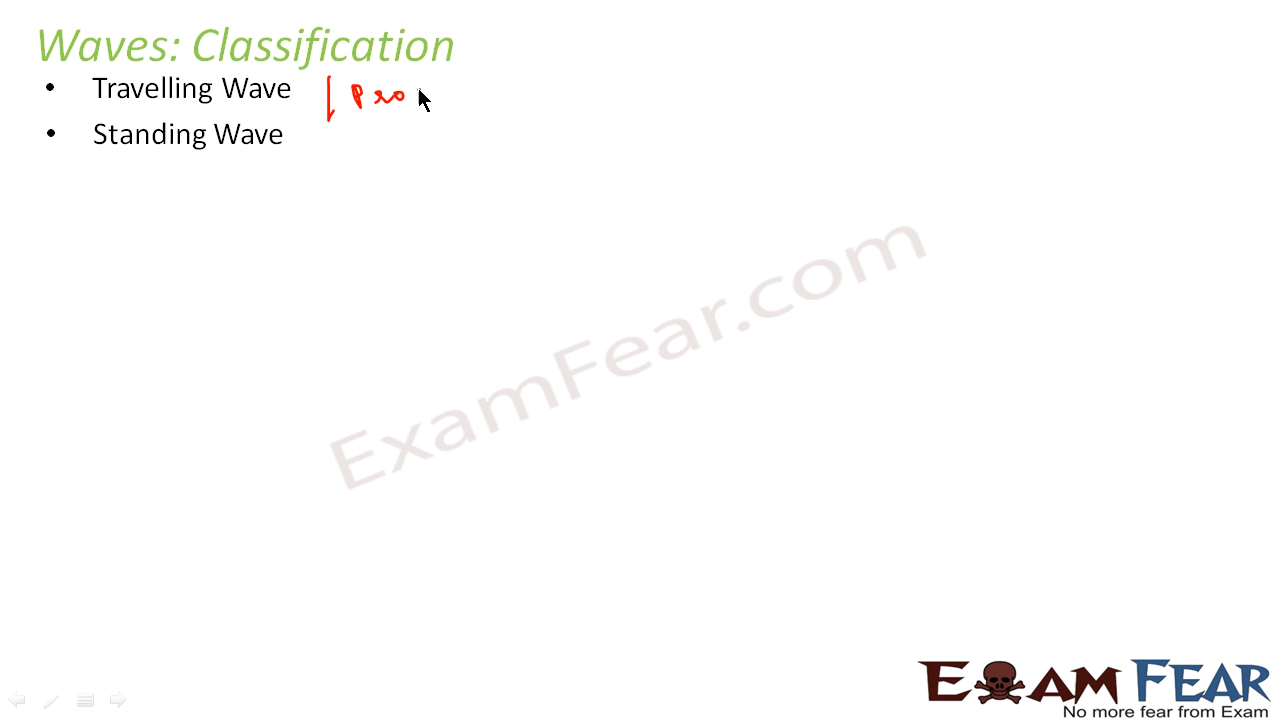 Waves: Classification
• Travelling Wave Pro
• Standing Wave
ExamFear.com
EXAM FEAR
No more fear from Exam